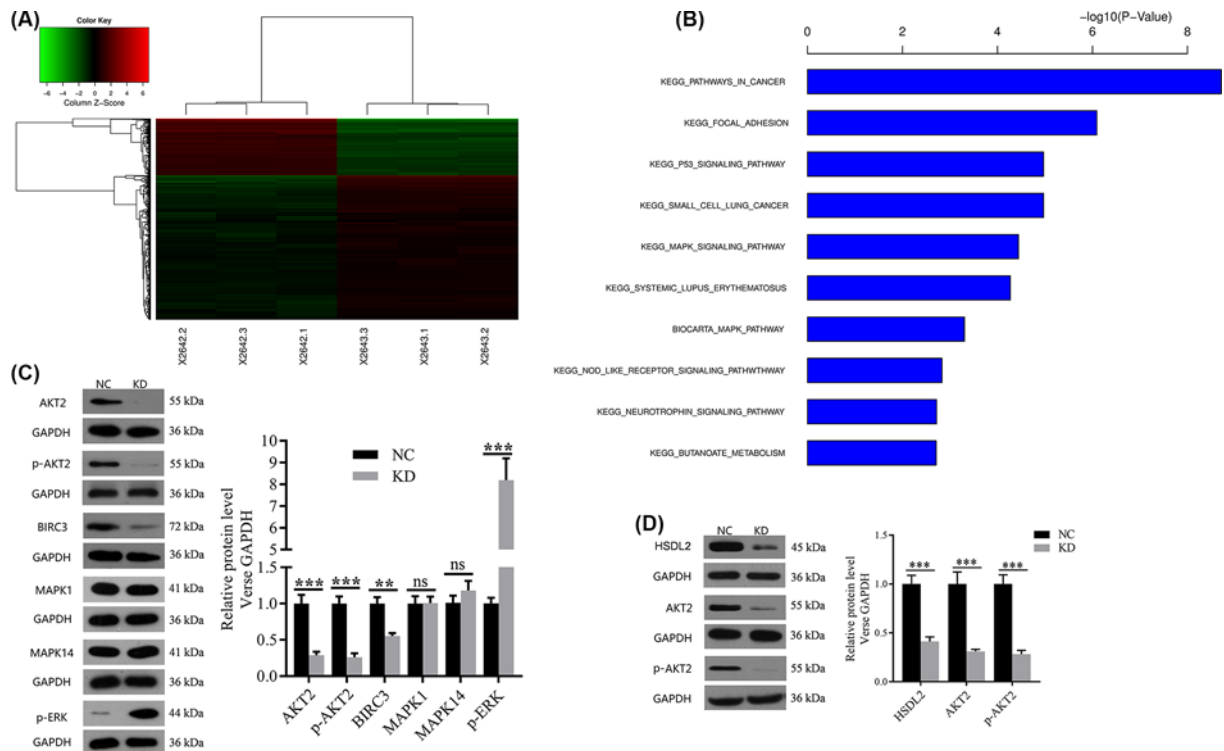 (A)
Color Key
-6 -4 -2 0 2 4 6
Column Z-Score
X2642.2
X2642.3
X2642.1
X2643.3
X2643.1
X2643.2
(B)
-log10(P-Value)
0 2 4 6 8
KEGG_PATHWAYS_IN_CANCER
KEGG_FOCAL_ADHESION
KEGG_P53_SIGNALING_PATHWAY
KEGG_SMALL_CELL_LUNG_CANCER
KEGG_MAPK_SIGNALING_PATHWAY
KEGG_SYSTEMIC_LUPUS_ERYTHEMATOSUS
BIOCARTA_MAPK_PATHWAY
KEGG_NOD_LIKE_RECEPTOR_SIGNALING_PATHWTHWAY
KEGG_NEUROTROPHIN_SIGNALING_PATHWAY
KEGG_BUTANOATE_METABOLISM
(C)
NC KD
AKT2 55 kDa
GAPDH 36 kDa
p-AKT2 55 kDa
GAPDH 36 kDa
BIRC3 72 kDa
GAPDH 36 kDa
MAPK1 41 kDa
GAPDH 36 kDa
MAPK14 41 kDa
GAPDH 36 kDa
p-ERK 44 kDa
GAPDH 36 kDa
Relative protein level
Verse GAPDH
10
9
8
7
6
5
1.5
1.0
0.5
0.0
NC
KD
*** *** ** ns ns ***
AKT2
p-AKT2
BIRC3
MAPK1
MAPK14
p-ERK
(D)
NC KD
HSDL2 45 kDa
GAPDH 36 kDa
AKT2 55 kDa
GAPDH 36 kDa
p-AKT2 55 kDa
GAPDH 36 kDa
Relative protein level
Verse GAPDH
1.5
1.0
0.5
0.0
NC
KD
*** *** ***
HSDL2
AKT2
p-AKT2